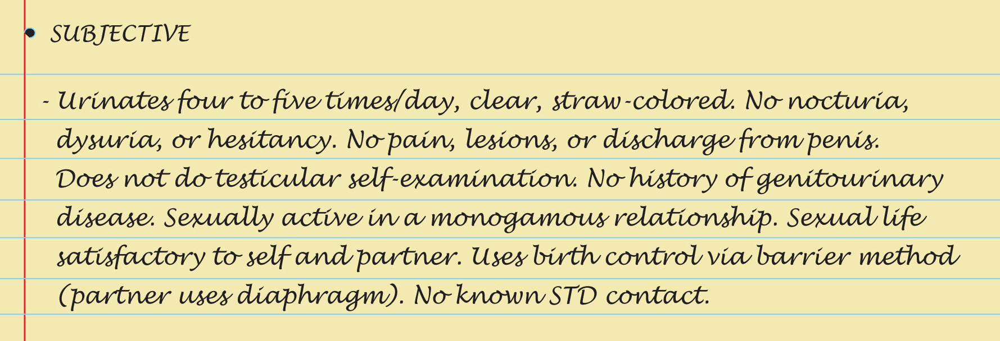 • SUBJECTIVE
- Urinates four to five times/day, clear, straw-colored. No nocturia,
dysuria, or hesitancy. No pain, lesions, or discharge from penis.
Does not do testicular self-examination. No history of genitourinary
disease. Sexually active in a monogamous relationship. Sexual life
satisfactory to self and partner. Uses birth control via barrier method
(partner uses diaphragm). No known STD contact.